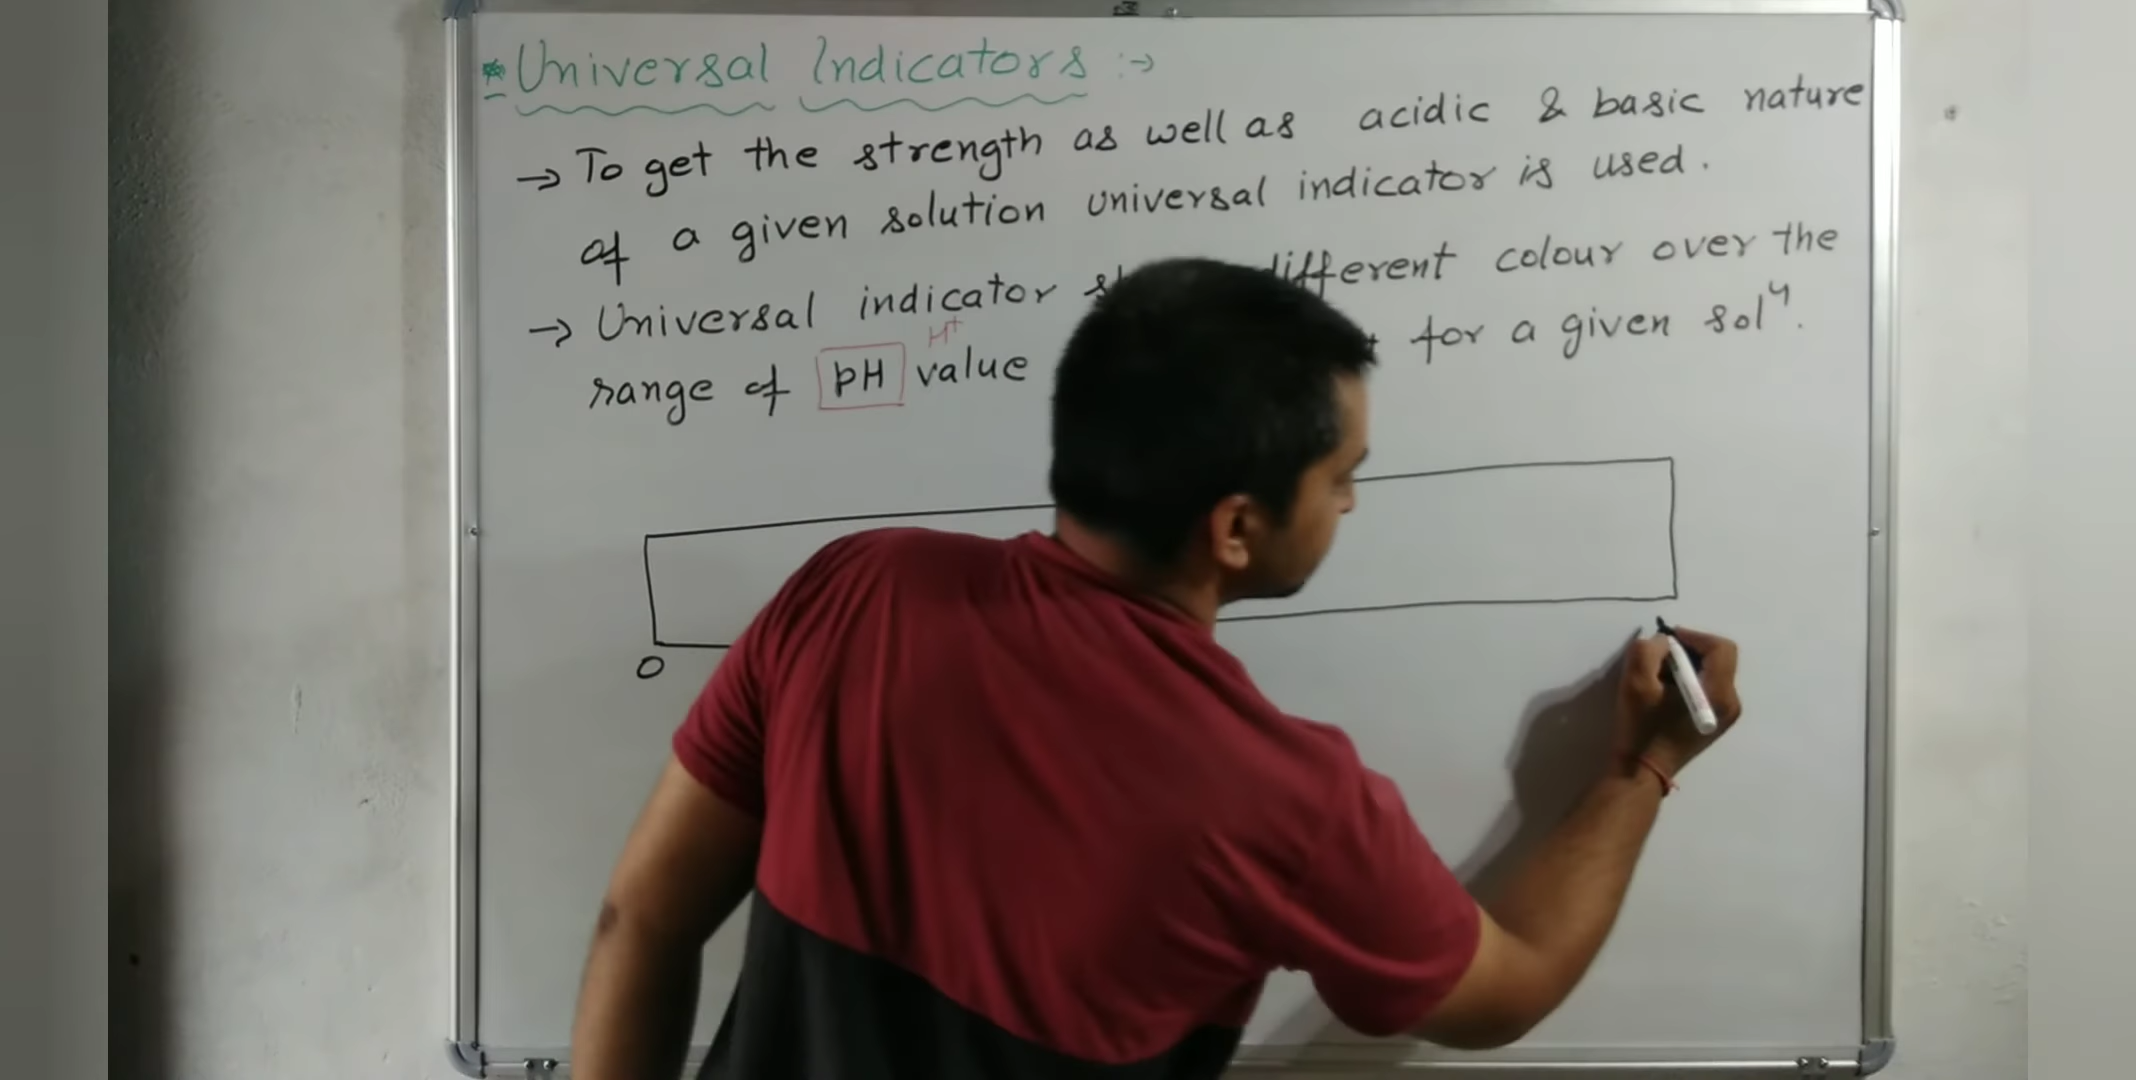 * Universal Indicators :→
→ To get the strength as well as acidic & basic nature
of a given solution universal indicator is used.
→ Universal indicator different colour over the
H⁺
range of pH value for a given solⁿ.
0